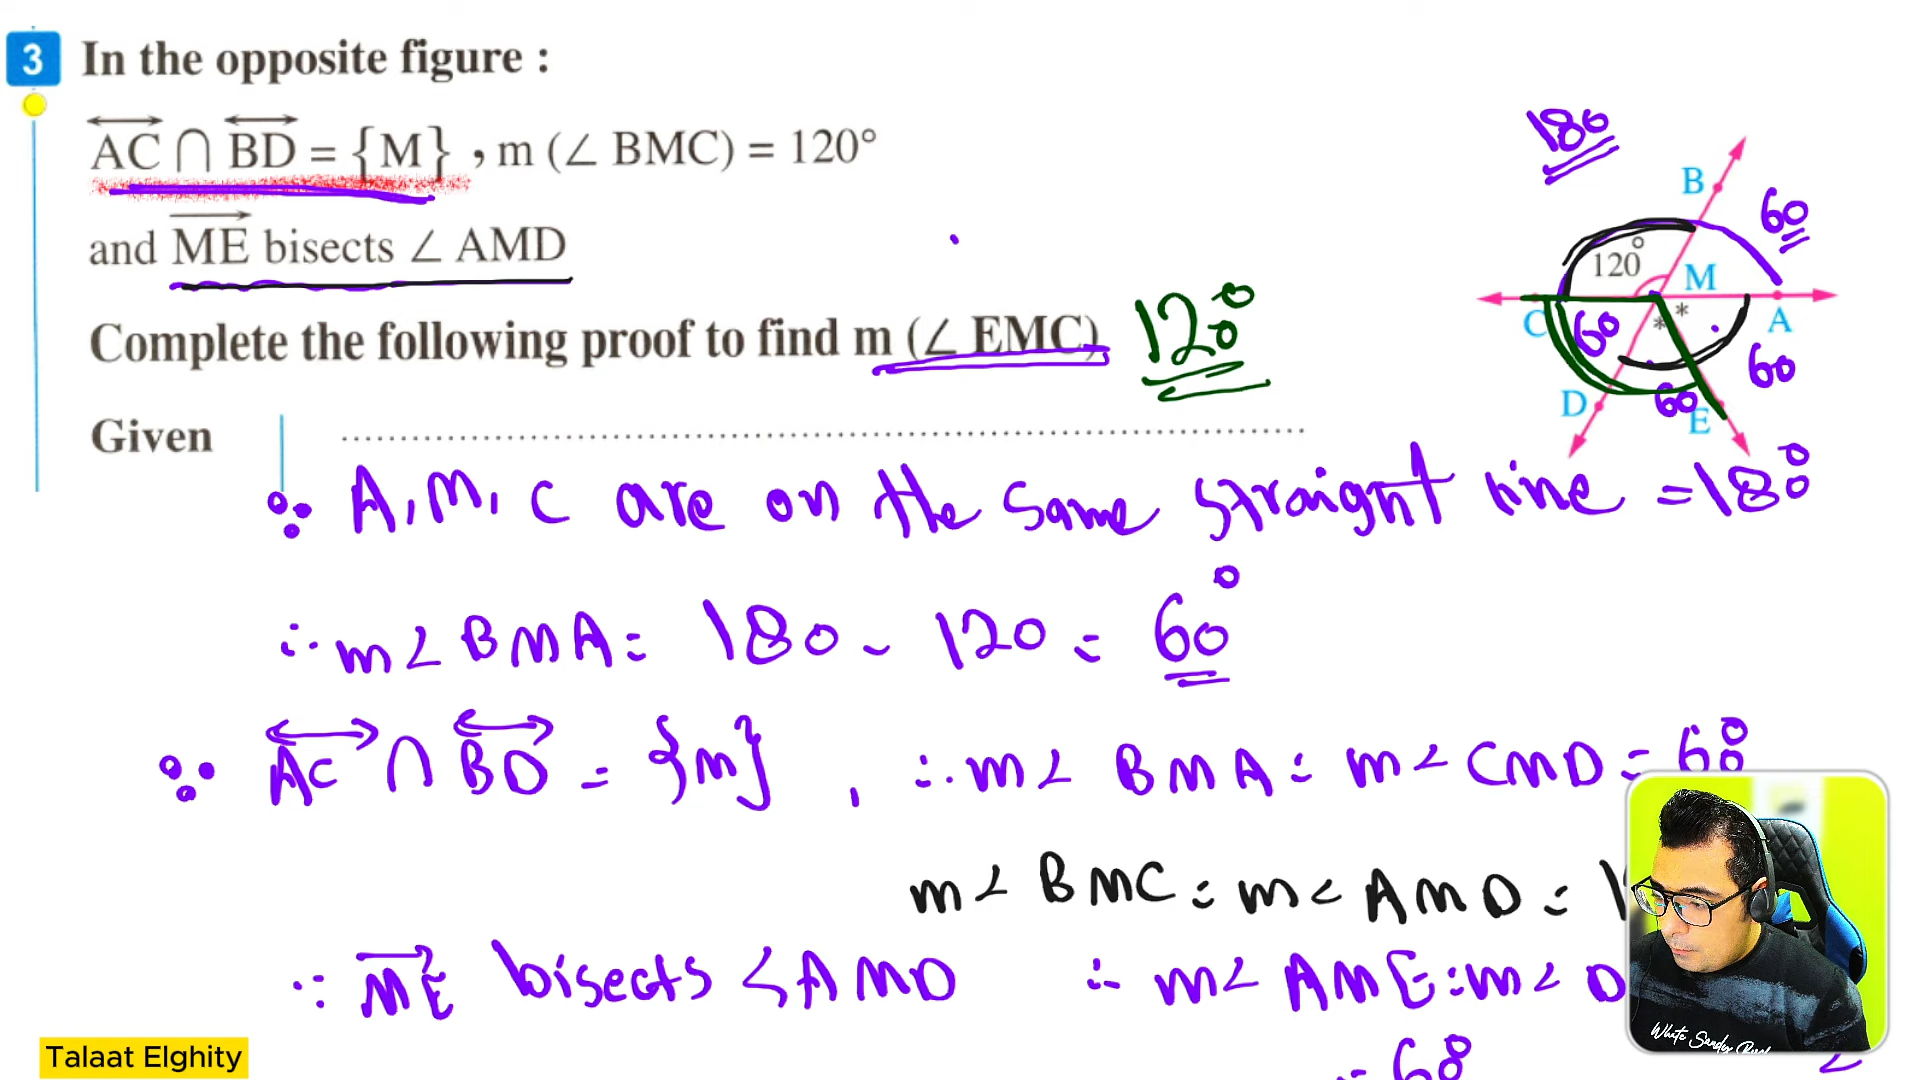 3 In the opposite figure :
AC ∩ BD = {M} , m (∠ BMC) = 120°
and ME bisects ∠ AMD
Complete the following proof to find m (∠ EMC) 120°
Given
180
B
60
120°
M
C
A
60
* *
60
D
60
E
∵ A, M, C are on the same straight line = 180°
∴ m∠ BMA = 180 - 120 = 60°
∵ AC ∩ BD = {M} , ∴ m∠ BMA = m∠ CMD = 60°
m∠ BMC = m∠ AMD =
∵ ME bisects ∠AMD ∴ m∠ AME = m∠ D
= 60°
White Sandy
Talaat Elghity